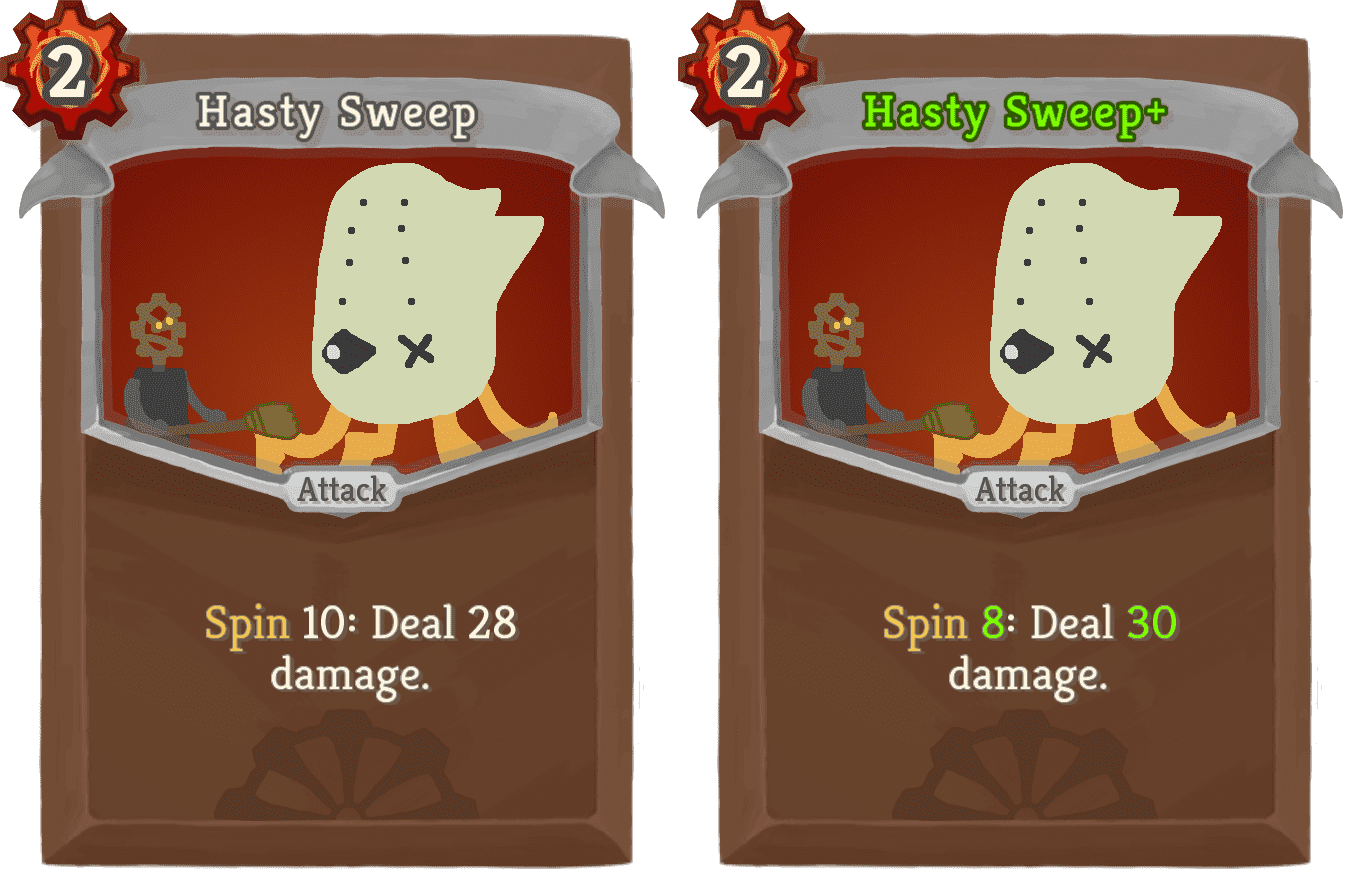 2
Hasty Sweep
Attack
Spin 10: Deal 28
damage.
2
Hasty Sweep+
Attack
Spin 8: Deal 30
damage.